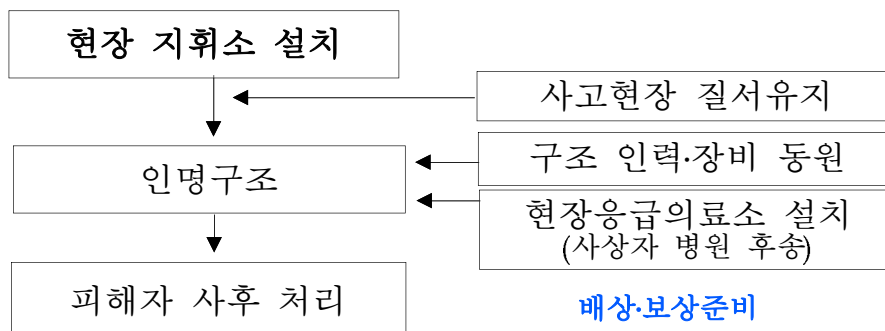 현장 지휘소 설치
사고현장 질서유지
구조 인력·장비 동원
인명구조
현장응급의료소 설치
(사상자 병원 후송)
피해자 사후 처리
배상·보상준비